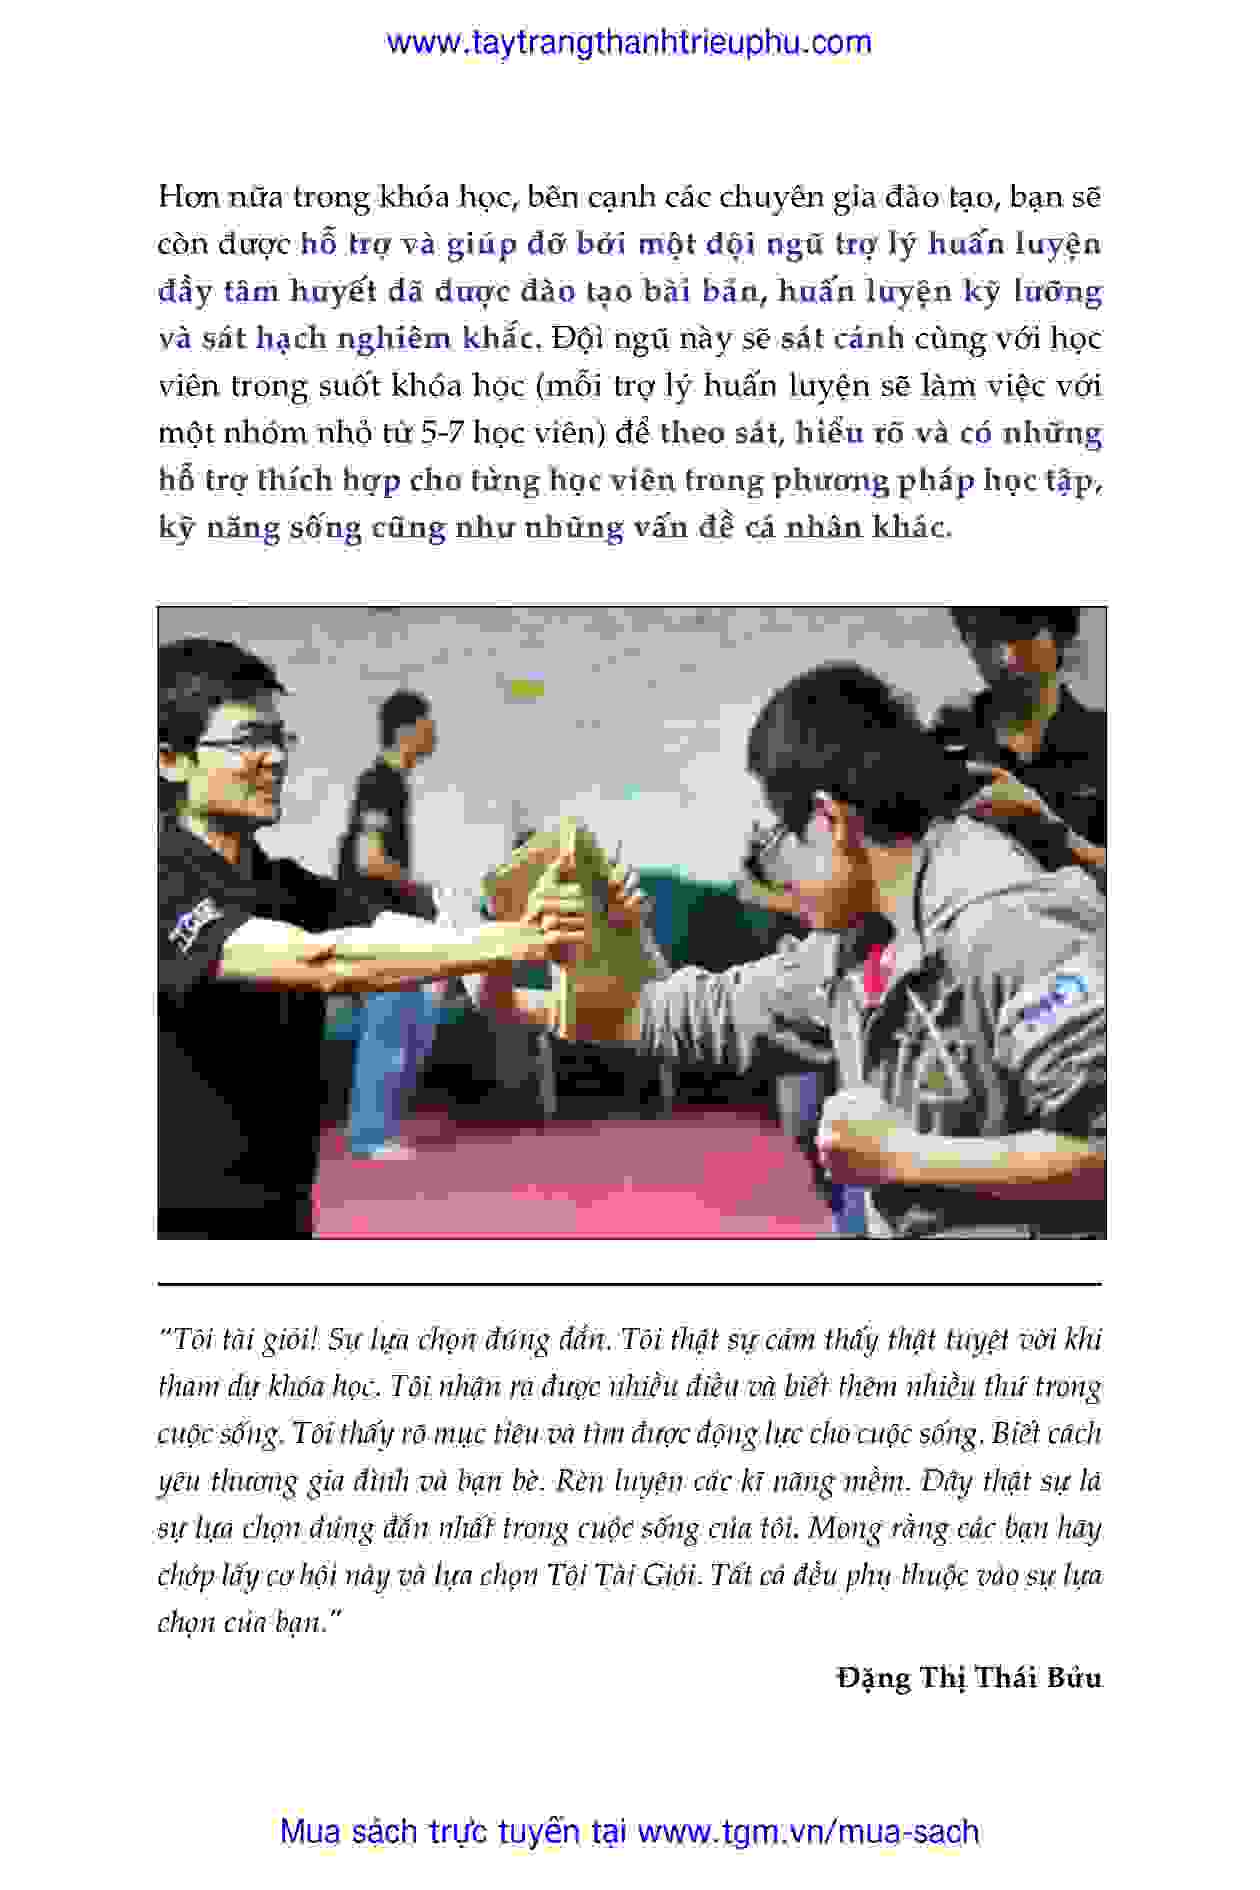 www.taytrangthanhtrieuphu.com
Hơn nữa trong khóa học, bên cạnh các chuyên gia đào tạo, bạn sẽ
còn được hỗ trợ và giúp đỡ bởi một đội ngũ trợ lý huấn luyện
đầy tâm huyết đã được đào tạo bài bản, huấn luyện kỹ lưỡng
và sát hạch nghiêm khắc. Đội ngũ này sẽ sát cánh cùng với học
viên trong suốt khóa học (mỗi trợ lý huấn luyện sẽ làm việc với
một nhóm nhỏ từ 5-7 học viên) để theo sát, hiểu rõ và có những
hỗ trợ thích hợp cho từng học viên trong phương pháp học tập,
kỹ năng sống cũng như những vấn đề cá nhân khác.
“Tôi tài giỏi! Sự lựa chọn đúng đắn. Tôi thật sự cảm thấy thật tuyệt vời khi
tham dự khóa học. Tôi nhận ra được nhiều điều và biết thêm nhiều thứ trong
cuộc sống. Tôi thấy rõ mục tiêu và tìm được động lực cho cuộc sống. Biết cách
yêu thương gia đình và bạn bè. Rèn luyện các kĩ năng mềm. Đây thật sự là
sự lựa chọn đúng đắn nhất trong cuộc sống của tôi. Mong rằng các bạn hãy
chớp lấy cơ hội này và lựa chọn Tôi Tài Giỏi. Tất cả đều phụ thuộc vào sự lựa
chọn của bạn.”
Đặng Thị Thái Bửu
Mua sách trực tuyến tại www.tgm.vn/mua-sach